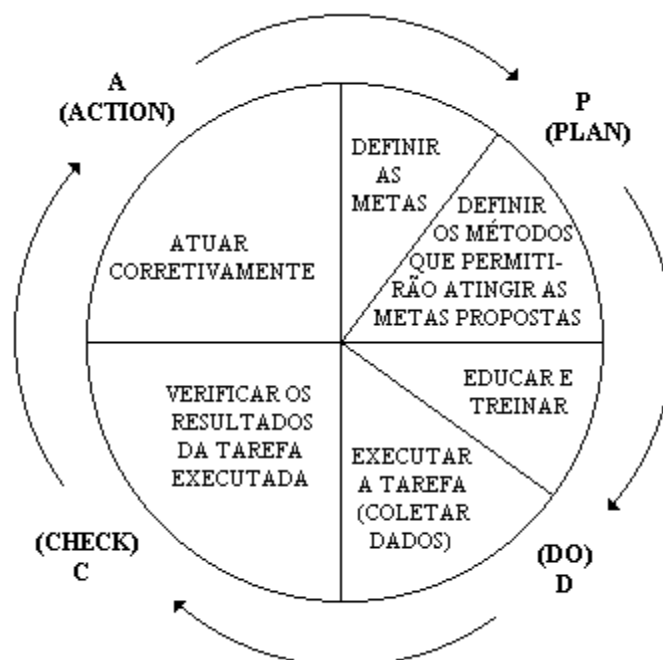 A
(ACTION)
P
(PLAN)
DEFINIR
AS
METAS
DEFINIR
OS MÉTODOS
QUE PERMITI-
RÃO ATINGIR AS
METAS PROPOSTAS
ATUAR
CORRETIVAMENTE
EDUCAR E
TREINAR
VERIFICAR OS
RESULTADOS
DA TAREFA
EXECUTADA
EXECUTAR
A TAREFA
(COLETAR
DADOS)
(CHECK)
C
(DO)
D